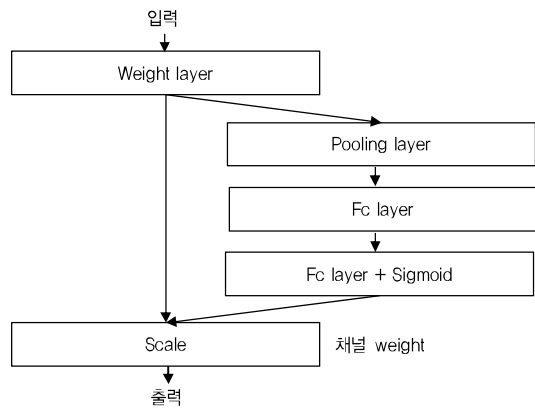 입력
Weight layer
Pooling layer
Fc layer
Fc layer + Sigmoid
Scale
채널 weight
출력